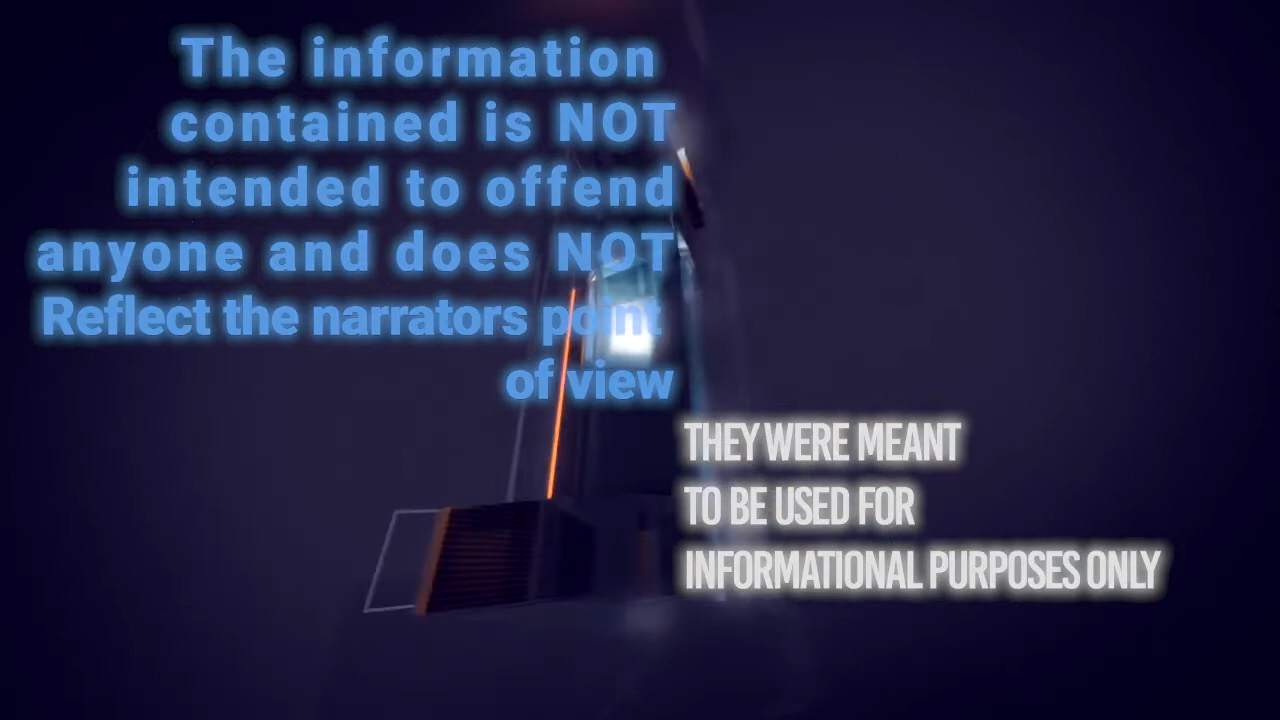 The information
contained is NOT
intended to offend
anyone and does NOT
Reflect the narrators point
of view
THEY WERE MEANT
TO BE USED FOR
INFORMATIONAL PURPOSES ONLY